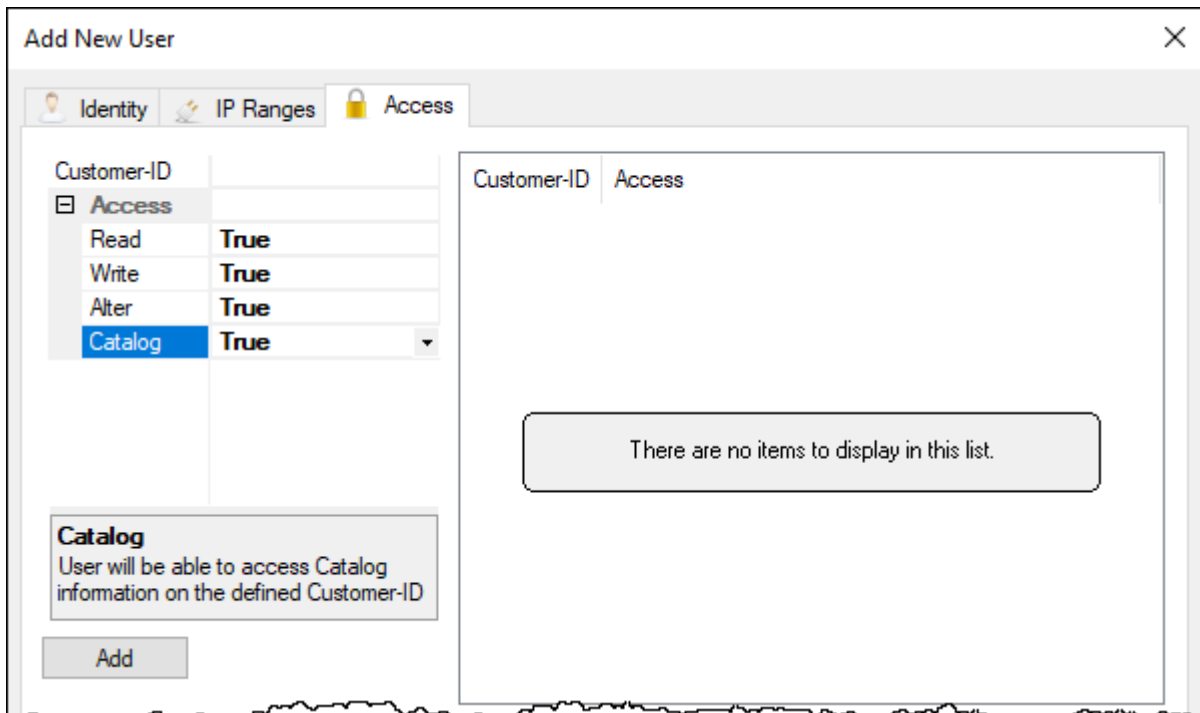 Add New User
Identity IP Ranges Access
Customer-ID
Access
Read True
Write True
Alter True
Catalog True
Catalog
User will be able to access Catalog
information on the defined Customer-ID
Add
Customer-ID Access
There are no items to display in this list.